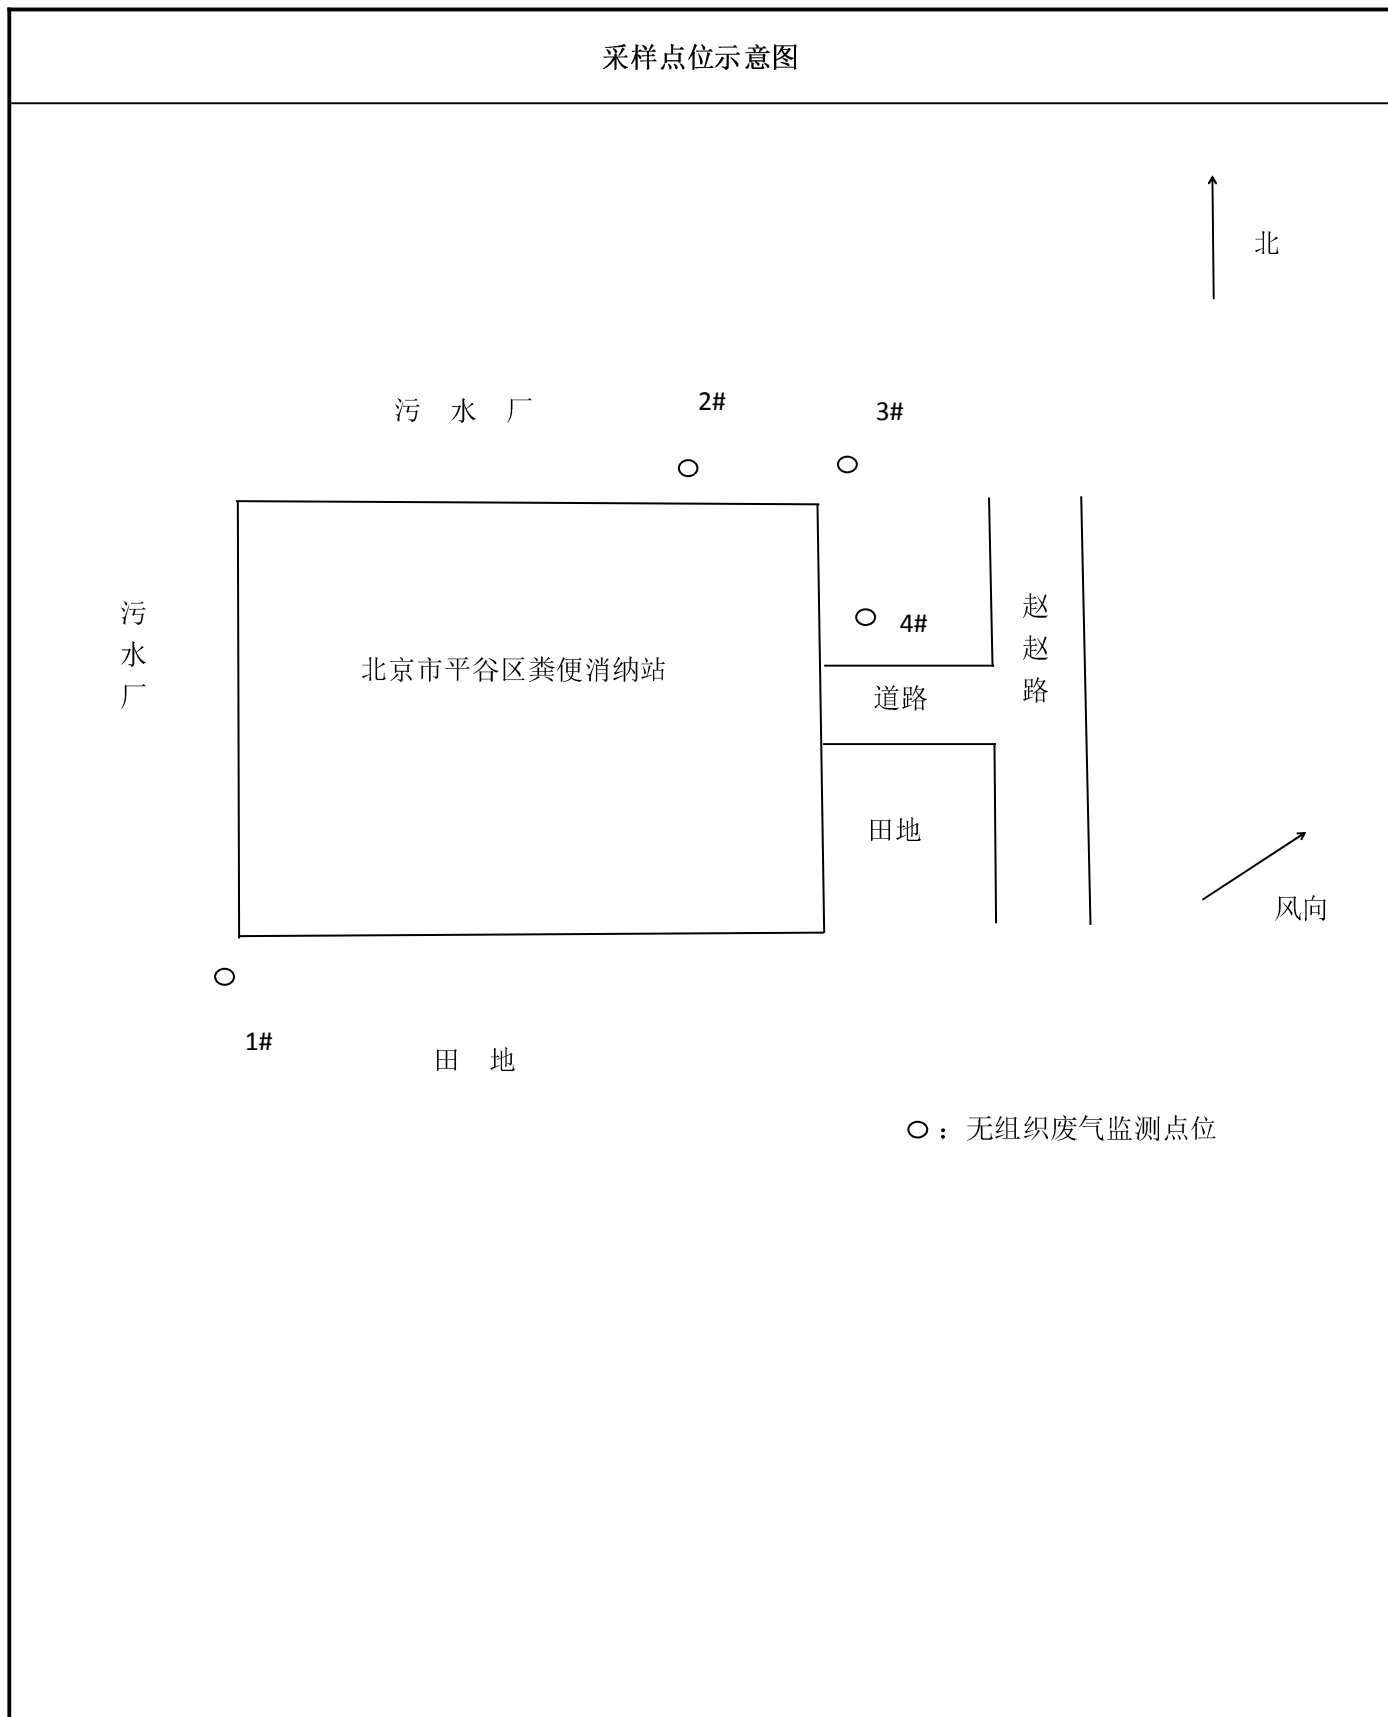 采样点位示意图
北
污 水 厂
2#
3#
污水厂
北京市平谷区粪便消纳站
4#
赵赵路
道路
田地
风向
1#
田 地
：无组织废气监测点位